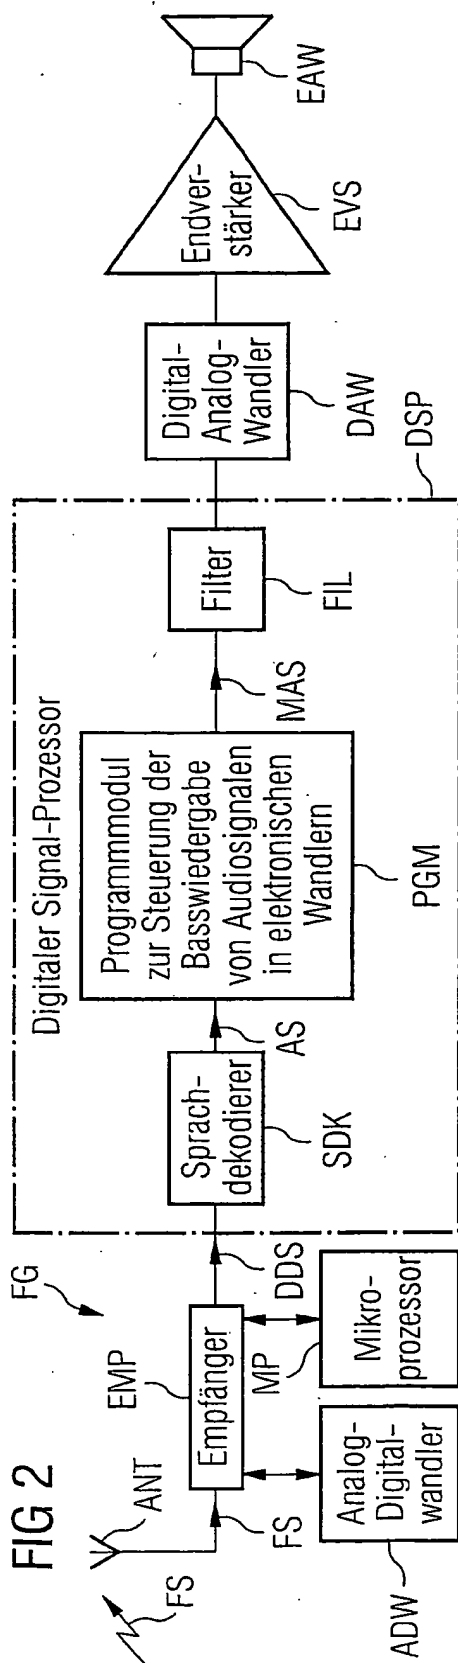 FIG 2
FG
FS
ANT
FS
EMP
Empfänger
Analog-
Digital-
wandler
ADW
MP
Mikro-
prozessor
DDS
Digitaler Signal-Prozessor
Sprach-
dekodierer
SDK
AS
Programmmodul
zur Steuerung der
Basswiedergabe
von Audiosignalen
in elektronischen
Wandlern
PGM
MAS
Filter
FIL
DSP
Digital-
Analog-
Wandler
DAW
Endver-
stärker
EVS
EAW